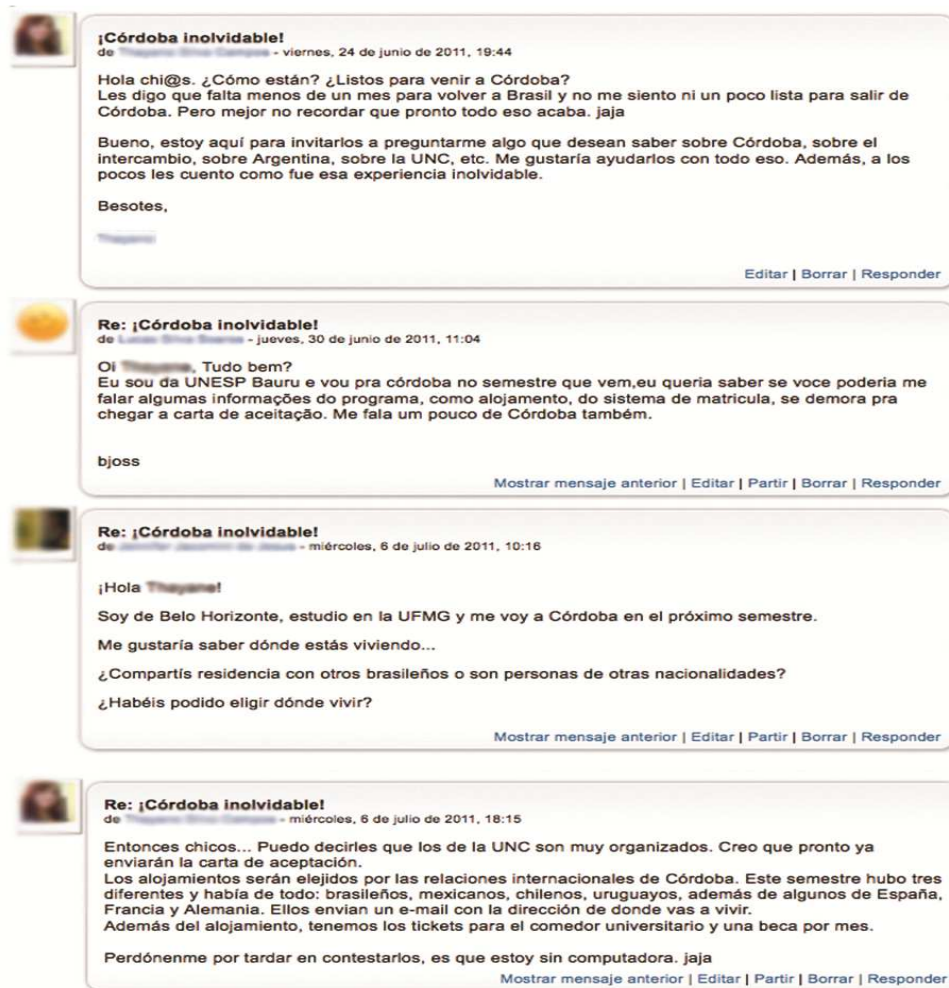 ¡Córdoba inolvidable!
de - viernes, 24 de junio de 2011, 19:44
Hola chi@s. ¿Cómo están? ¿Listos para venir a Córdoba?
Les digo que falta menos de un mes para volver a Brasil y no me siento ni un poco lista para salir de
Córdoba. Pero mejor no recordar que pronto todo eso acaba. jaja
Bueno, estoy aquí para invitarlos a preguntarme algo que desean saber sobre Córdoba, sobre el
intercambio, sobre Argentina, sobre la UNC, etc. Me gustaría ayudarlos con todo eso. Además, a los
pocos les cuento como fue esa experiencia inolvidable.
Besotes,
Editar | Borrar | Responder
Re: ¡Córdoba inolvidable!
de - jueves, 30 de junio de 2011, 11:04
Oi , Tudo bem?
Eu sou da UNESP Bauru e vou pra córdoba no semestre que vem,eu queria saber se voce poderia me
falar algumas informações do programa, como alojamento, do sistema de matricula, se demora pra
chegar a carta de aceitação. Me fala um pouco de Córdoba também.
bjoss
Mostrar mensaje anterior | Editar | Partir | Borrar | Responder
Re: ¡Córdoba inolvidable!
de - miércoles, 6 de julio de 2011, 10:16
¡Hola !
Soy de Belo Horizonte, estudio en la UFMG y me voy a Córdoba en el próximo semestre.
Me gustaría saber dónde estás viviendo...
¿Compartís residencia con otros brasileños o son personas de otras nacionalidades?
¿Habéis podido eligir dónde vivir?
Mostrar mensaje anterior | Editar | Partir | Borrar | Responder
Re: ¡Córdoba inolvidable!
de - miércoles, 6 de julio de 2011, 18:15
Entonces chicos... Puedo decirles que los de la UNC son muy organizados. Creo que pronto ya
enviarán la carta de aceptación.
Los alojamientos serán elejidos por las relaciones internacionales de Córdoba. Este semestre hubo tres
diferentes y había de todo: brasileños, mexicanos, chilenos, uruguayos, además de algunos de España,
Francia y Alemania. Ellos envian un e-mail con la dirección de donde vas a vivir.
Además del alojamiento, tenemos los tickets para el comedor universitario y una beca por mes.
Perdónenme por tardar en contestarlos, es que estoy sin computadora. jaja
Mostrar mensaje anterior | Editar | Partir | Borrar | Responder